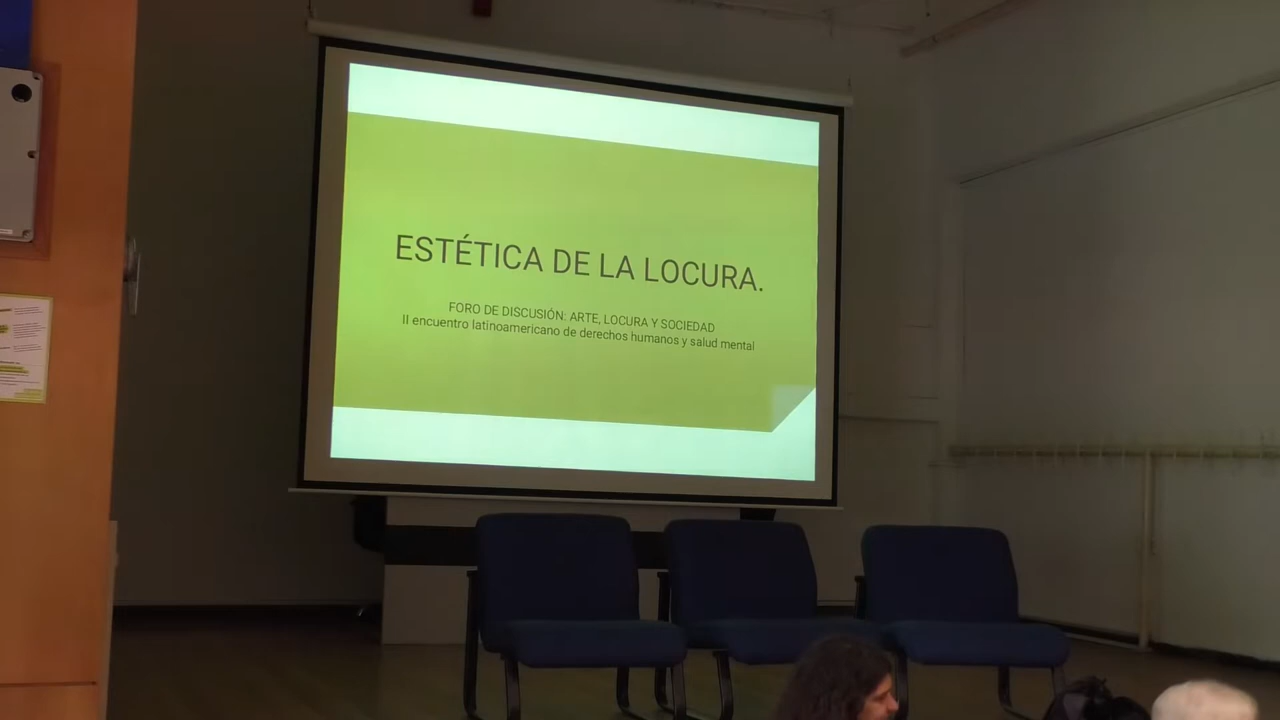 ESTÉTICA DE LA LOCURA.
FORO DE DISCUSIÓN: ARTE, LOCURA Y SOCIEDAD
II encuentro latinoamericano de derechos humanos y salud mental